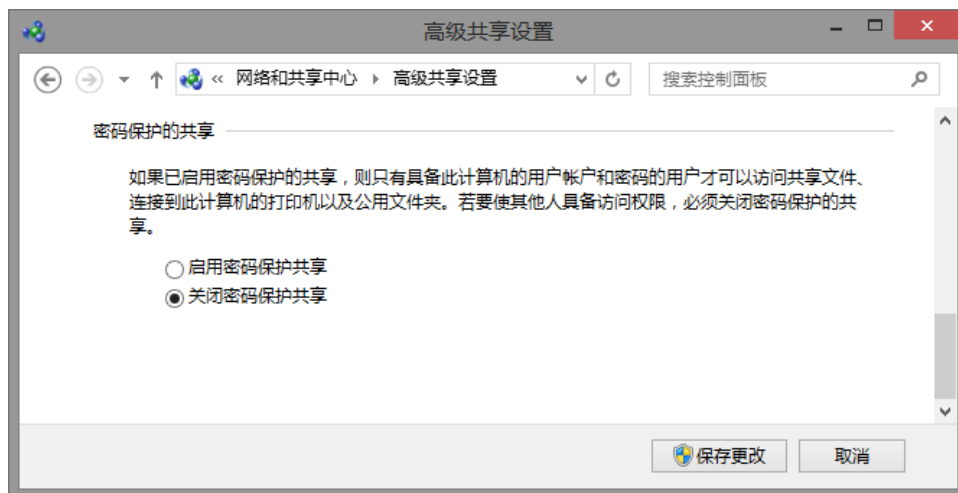 高级共享设置
« 网络和共享中心 ▸ 高级共享设置
搜索控制面板
密码保护的共享
如果已启用密码保护的共享，则只有具备此计算机的用户帐户和密码的用户才可以访问共享文件、
连接到此计算机的打印机以及公用文件夹。若要使其他人具备访问权限，必须关闭密码保护的共
享。
启用密码保护共享
关闭密码保护共享
保存更改
取消